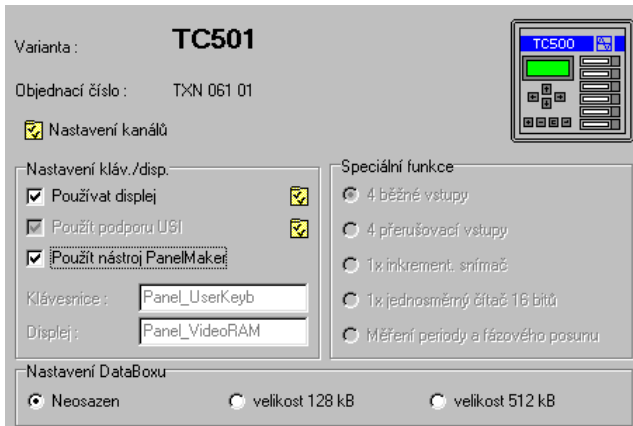 Varianta : TC501
TC500
Objednací číslo : TXN 061 01
Nastavení kanálů
Nastavení kláv./disp.
Používat displej
Použít podporu USI
Použít nástroj PanelMaker
Klávesnice : Panel_UserKeyb
Displej : Panel_VideoRAM
Speciální funkce
4 běžné vstupy
4 přerušovací vstupy
1x inkrement. snímač
1x jednosměrný čítač 16 bitů
Měření periody a fázového posunu
Nastavení DataBoxu
Neosazen velikost 128 kB velikost 512 kB